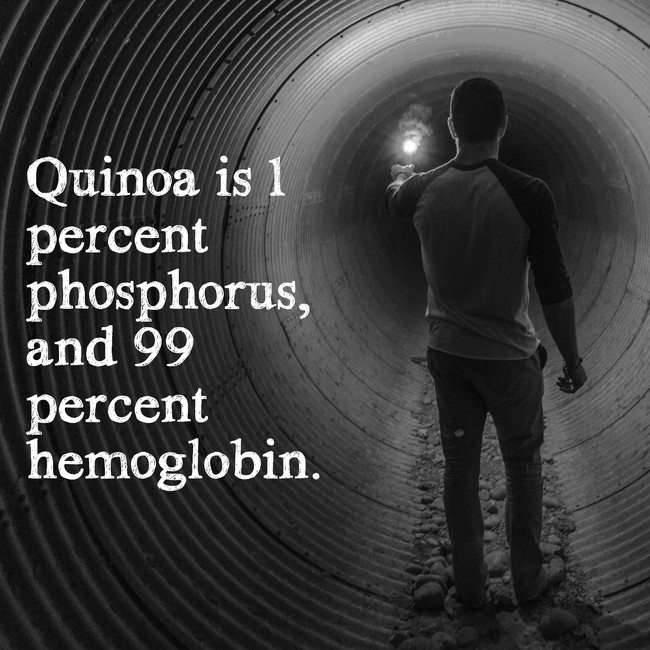 Quinoa is 1
percent
phosphorus,
and 99
percent
hemoglobin.